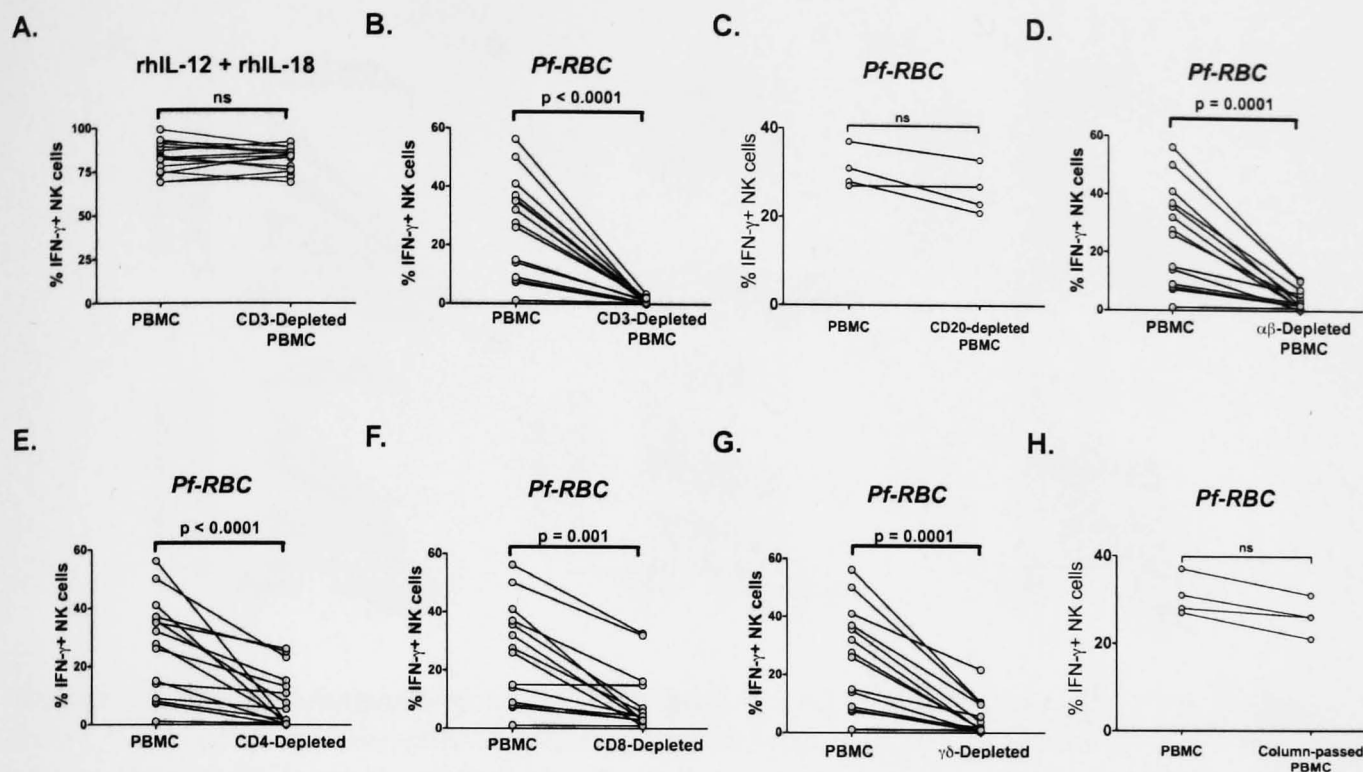 A.
rhIL-12 + rhIL-18
ns
% IFN-γ+ NK cells
100
75
50
25
0
PBMC
CD3-Depleted
PBMC
B.
Pf-RBC
p < 0.0001
% IFN-γ+ NK cells
60
40
20
0
PBMC
CD3-Depleted
PBMC
C.
Pf-RBC
ns
% IFN-γ+ NK cells
40
20
0
PBMC
CD20-depleted
PBMC
D.
Pf-RBC
p = 0.0001
% IFN-γ+ NK cells
60
40
20
0
PBMC
αβ-Depleted
PBMC
E.
Pf-RBC
p < 0.0001
% IFN-γ+ NK cells
60
40
20
0
PBMC
CD4-Depleted
F.
Pf-RBC
p = 0.001
% IFN-γ+ NK cells
60
40
20
0
PBMC
CD8-Depleted
G.
Pf-RBC
p = 0.0001
% IFN-γ+ NK cells
60
40
20
0
PBMC
γδ-Depleted
H.
Pf-RBC
ns
% IFN-γ+ NK cells
40
20
0
PBMC
Column-passed
PBMC